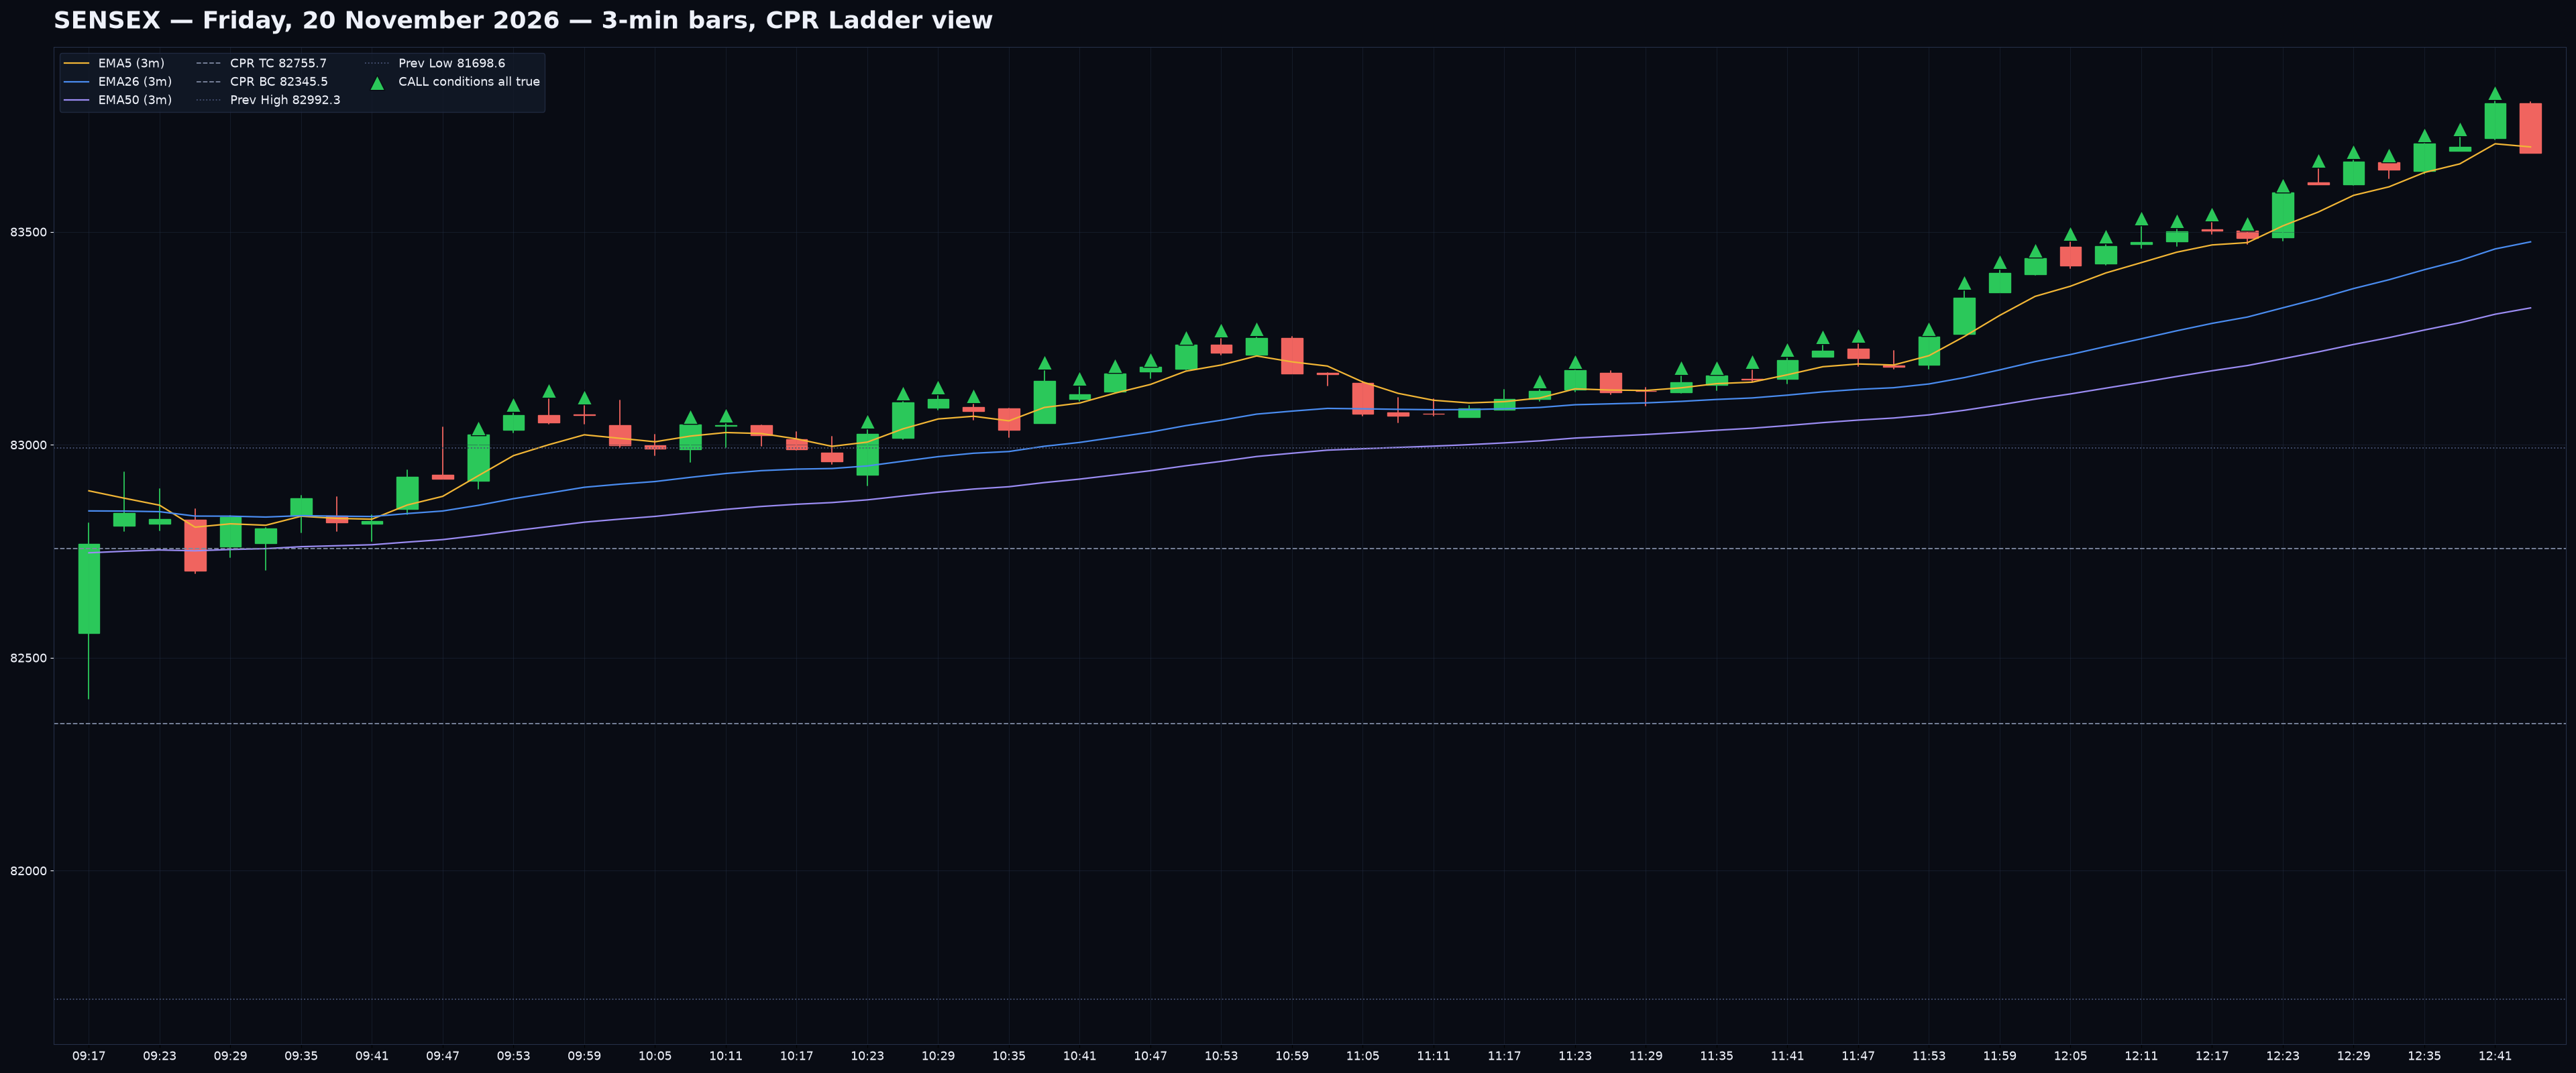 SENSEX — Friday, 20 November 2026 — 3-min bars, CPR Ladder view
EMA5 (3m)
EMA26 (3m)
EMA50 (3m)
CPR TC 82755.7
CPR BC 82345.5
Prev High 82992.3
Prev Low 81698.6
CALL conditions all true
83500
83000
82500
82000
09:17 09:23 09:29 09:35 09:41 09:47 09:53 09:59 10:05 10:11 10:17 10:23 10:29 10:35 10:41 10:47 10:53 10:59 11:05 11:11 11:17 11:23 11:29 11:35 11:41 11:47 11:53 11:59 12:05 12:11 12:17 12:23 12:29 12:35 12:41